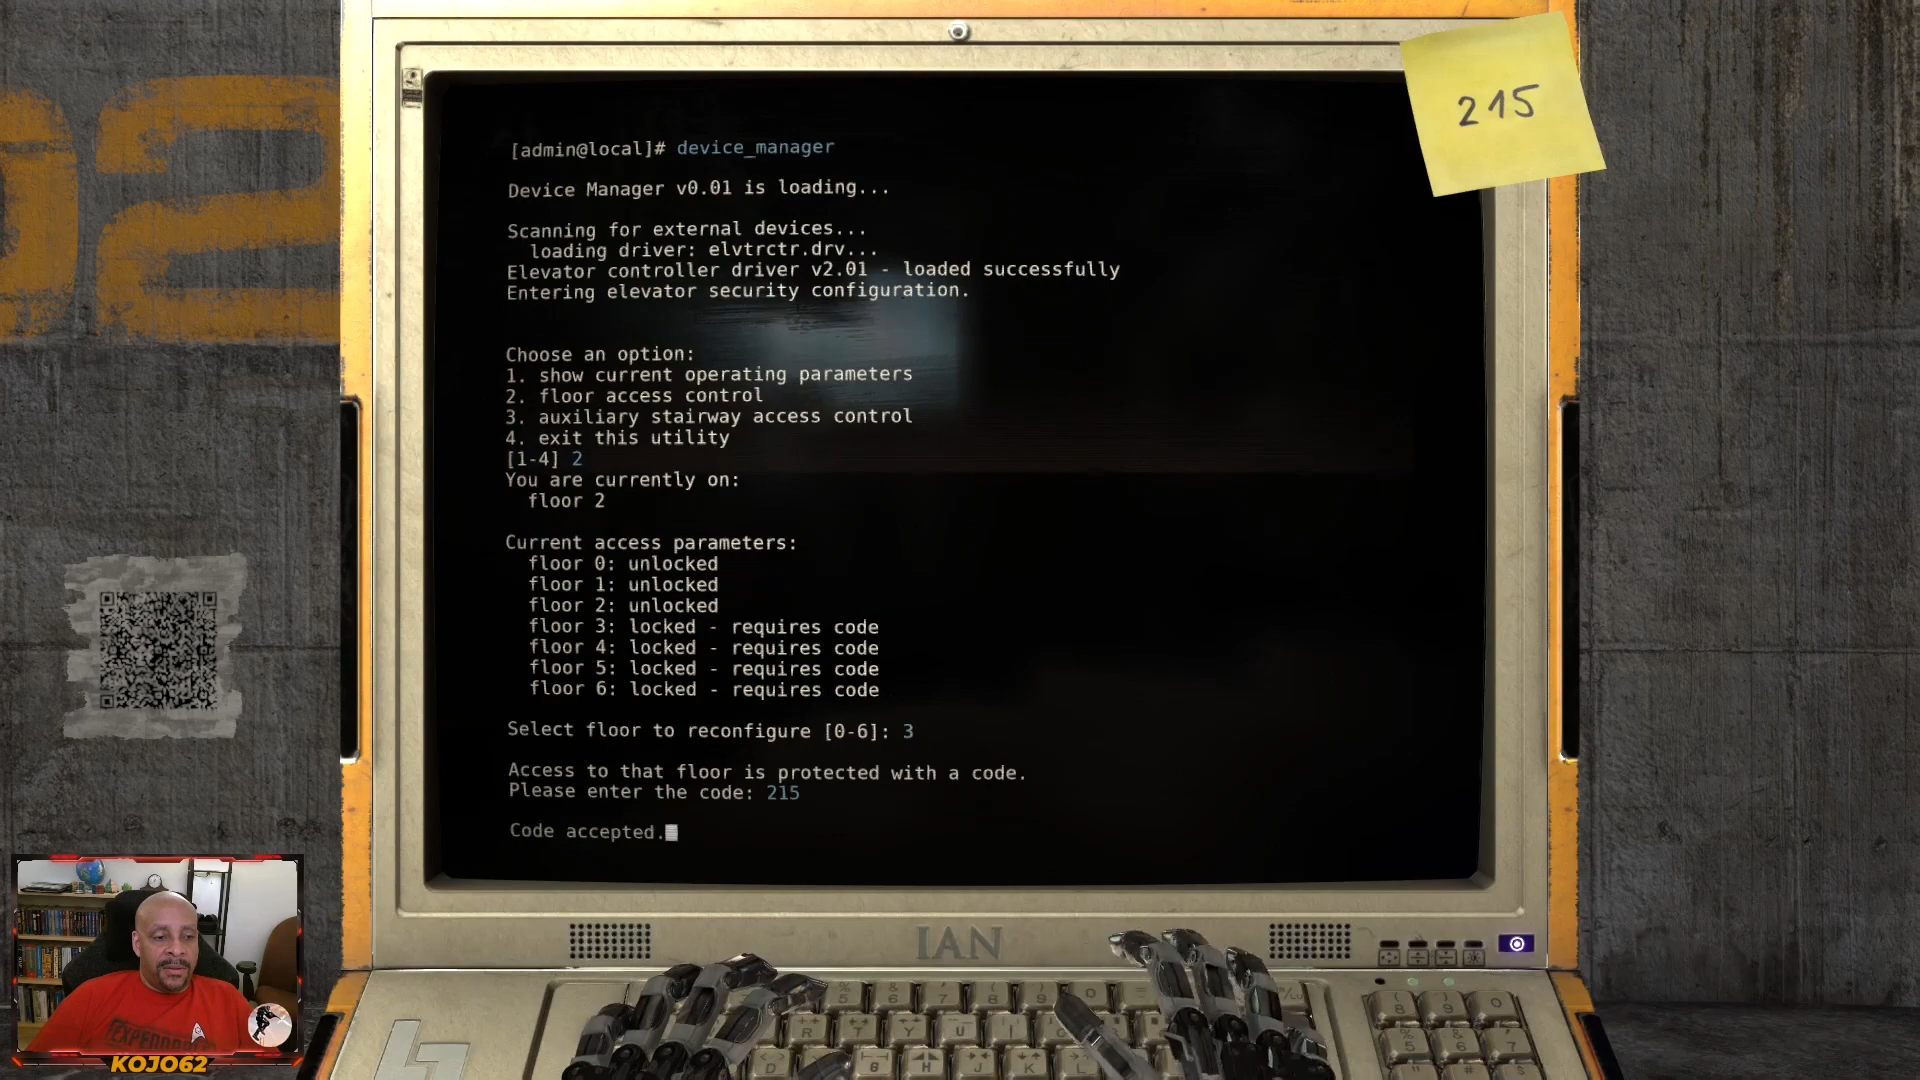 02
215
[admin@local]# device_manager
Device Manager v0.01 is loading...
Scanning for external devices...
loading driver: elvtrctr.drv...
Elevator controller driver v2.01 - loaded successfully
Entering elevator security configuration.
Choose an option:
1. show current operating parameters
2. floor access control
3. auxiliary stairway access control
4. exit this utility
[1-4] 2
You are currently on:
floor 2
Current access parameters:
floor 0: unlocked
floor 1: unlocked
floor 2: unlocked
floor 3: locked - requires code
floor 4: locked - requires code
floor 5: locked - requires code
floor 6: locked - requires code
Select floor to reconfigure [0-6]: 3
Access to that floor is protected with a code.
Please enter the code: 215
Code accepted.
IAN
KOJO62